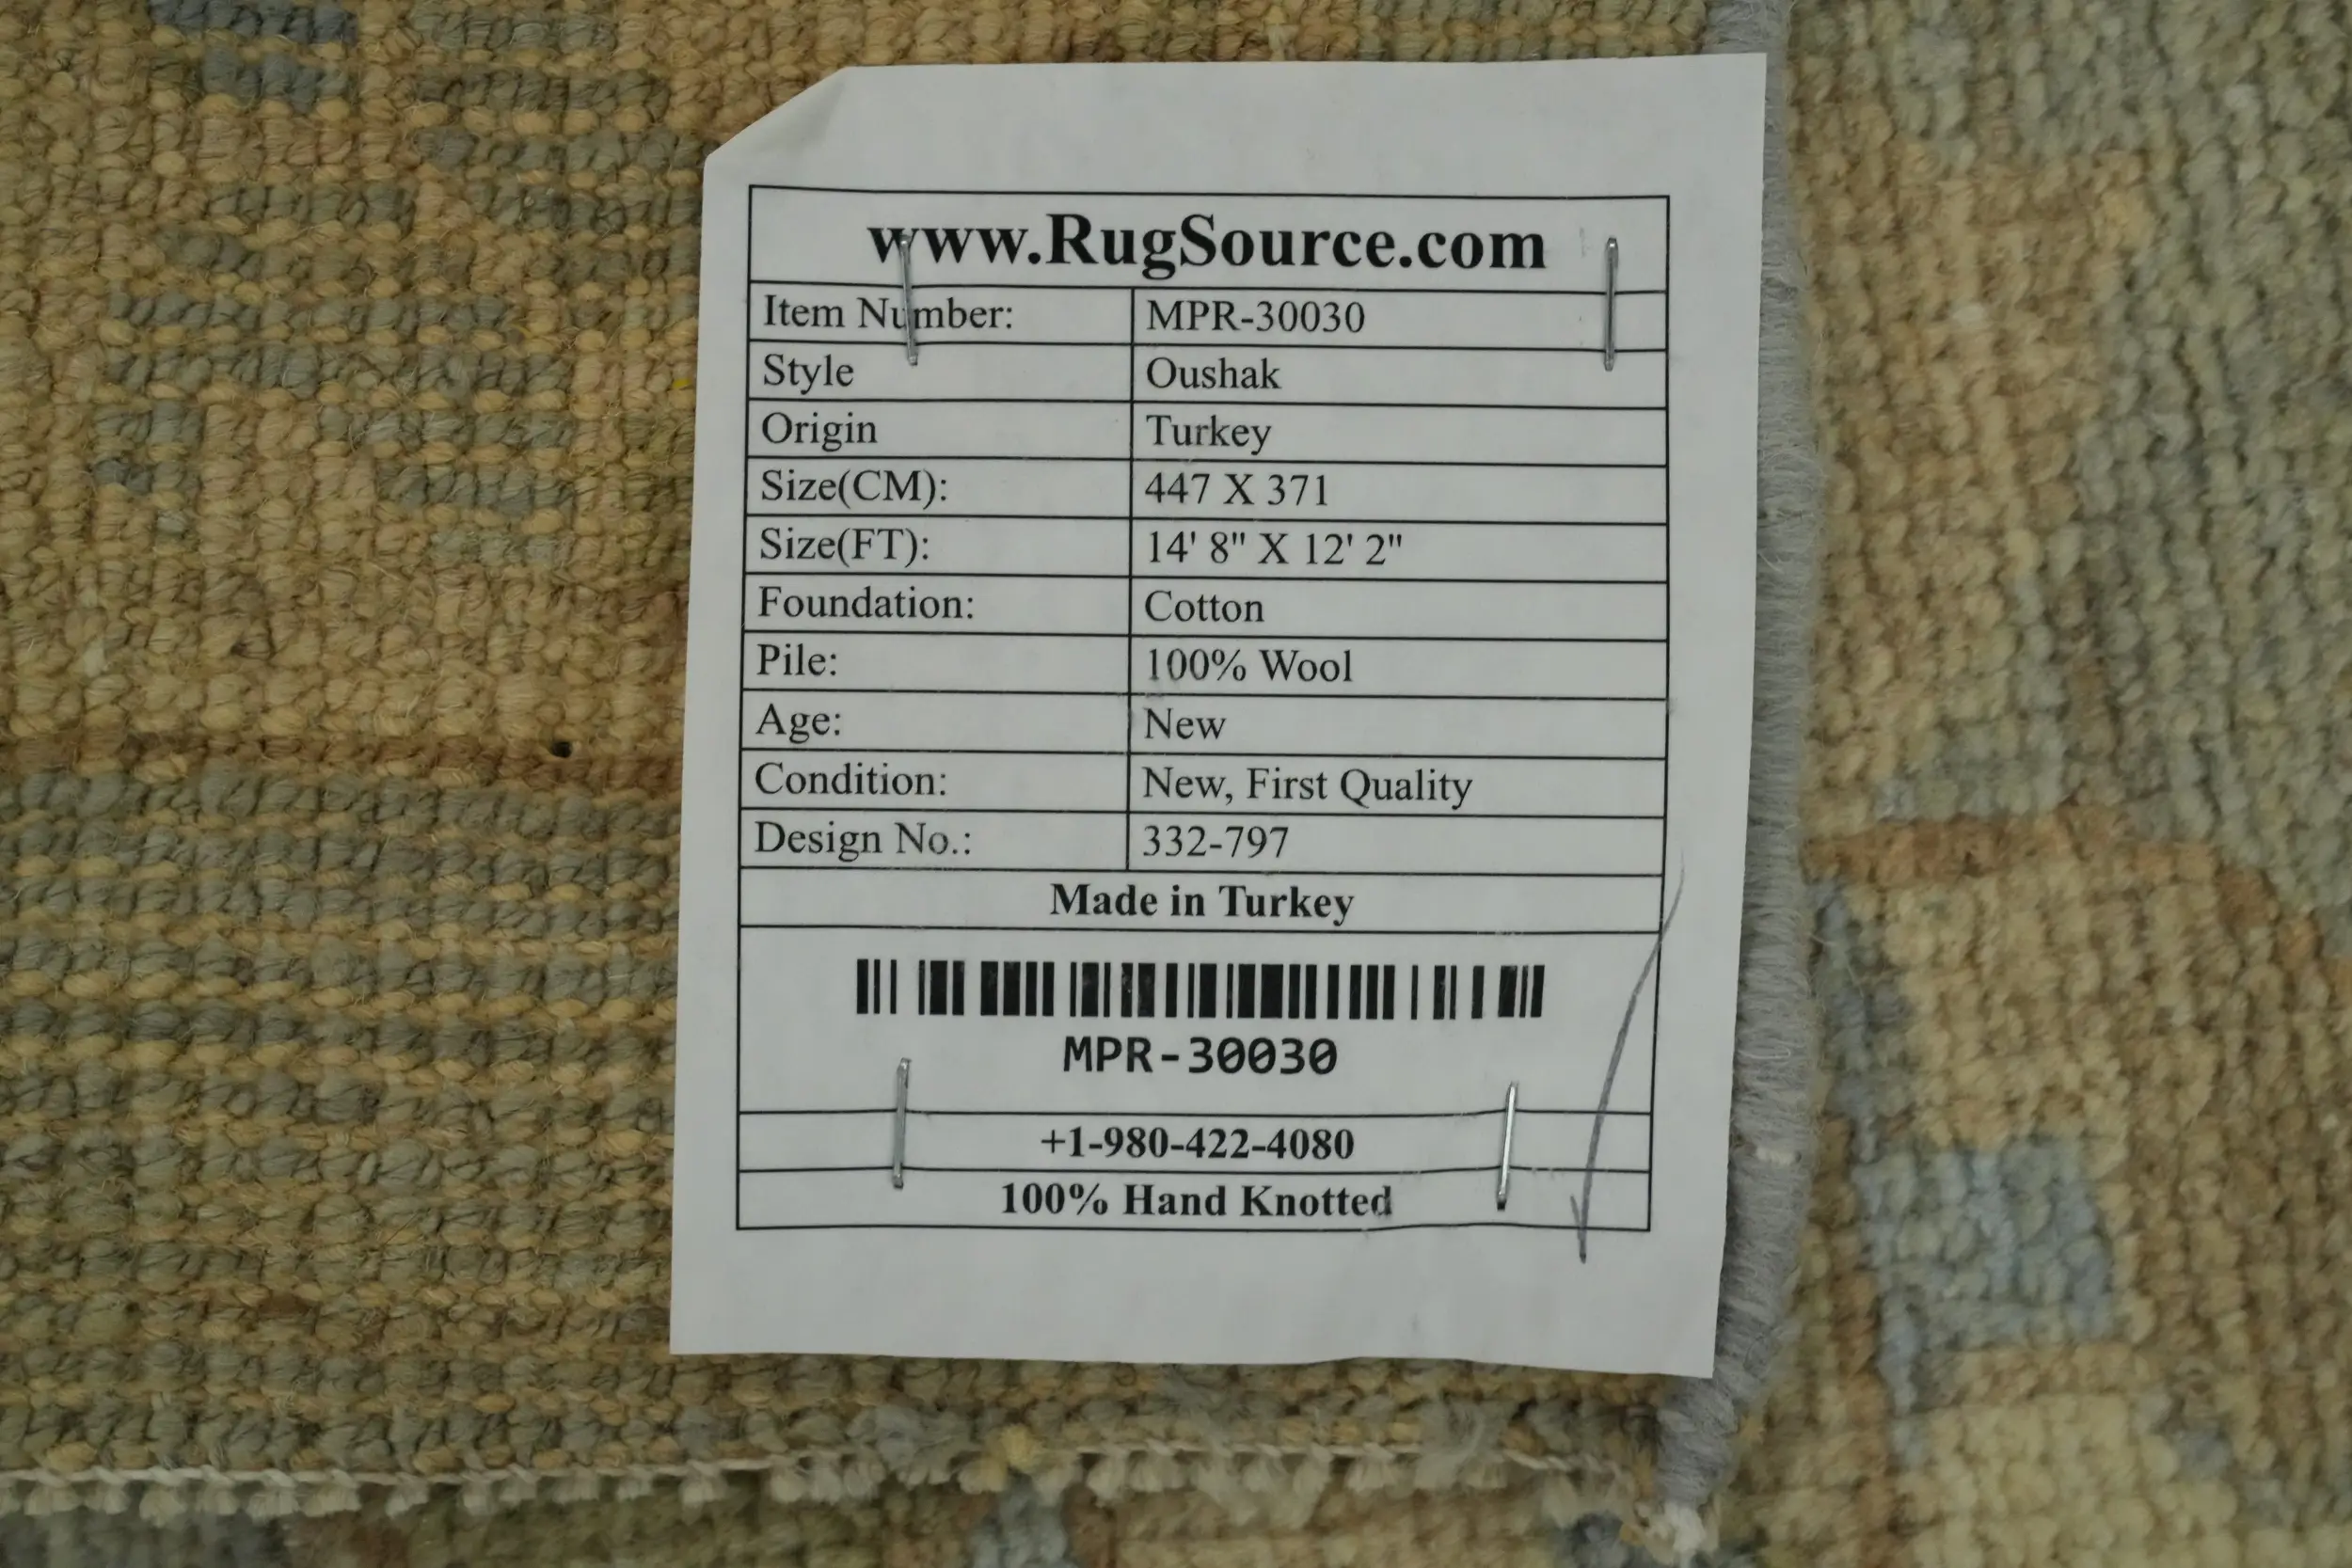 www.RugSource.com
Item Number: MPR-30030
Style Oushak
Origin Turkey
Size(CM): 447 X 371
Size(FT): 14' 8" X 12' 2"
Foundation: Cotton
Pile: 100% Wool
Age: New
Condition: New, First Quality
Design No.: 332-797
Made in Turkey
MPR-30030
+1-980-422-4080
100% Hand Knotted